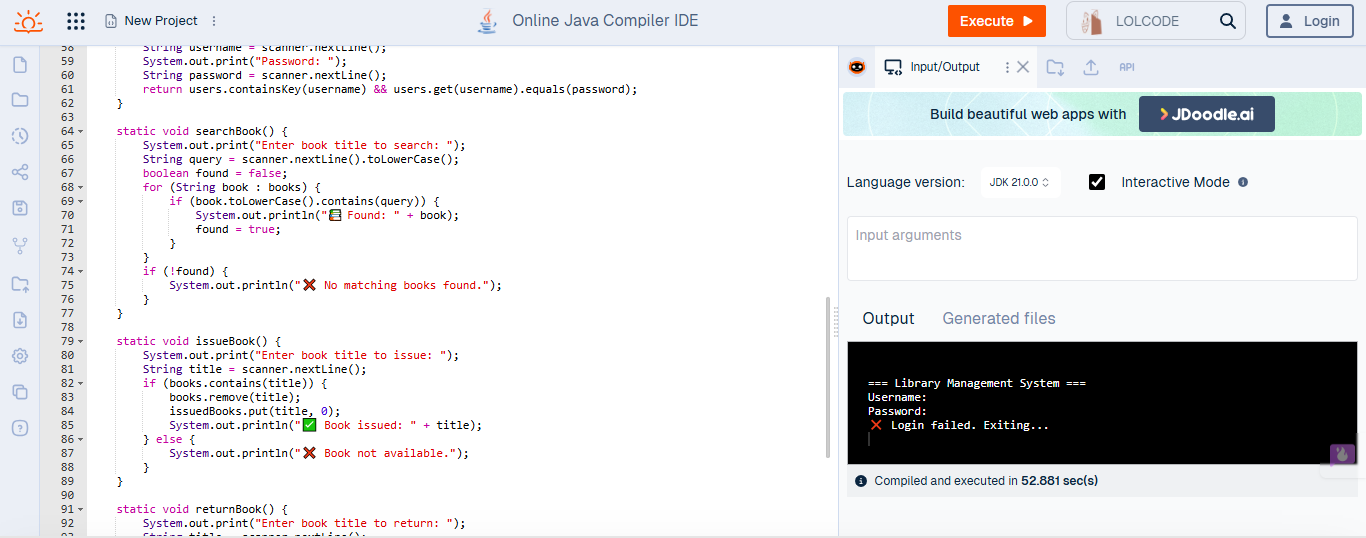 New Project
Online Java Compiler IDE
Execute
LOLCODE
Login
58 String username = scanner.nextLine();
59 System.out.print("Password: ");
60 String password = scanner.nextLine();
61 return users.containsKey(username) && users.get(username).equals(password);
62 }
63
64 static void searchBook() {
65 System.out.print("Enter book title to search: ");
66 String query = scanner.nextLine().toLowerCase();
67 boolean found = false;
68 for (String book : books) {
69 if (book.toLowerCase().contains(query)) {
70 System.out.println("📚 Found: " + book);
71 found = true;
72 }
73 }
74 if (!found) {
75 System.out.println("❌ No matching books found.");
76 }
77 }
78
79 static void issueBook() {
80 System.out.print("Enter book title to issue: ");
81 String title = scanner.nextLine();
82 if (books.contains(title)) {
83 books.remove(title);
84 issuedBooks.put(title, 0);
85 System.out.println("✅ Book issued: " + title);
86 } else {
87 System.out.println("❌ Book not available.");
88 }
89 }
90
91 static void returnBook() {
92 System.out.print("Enter book title to return: ");
93 String title = scanner.nextLine();
Input/Output
API
Build beautiful web apps with
JDoodle.ai
Language version:
JDK 21.0.0
Interactive Mode
Input arguments
Output
Generated files
=== Library Management System ===
Username:
Password:
❌ Login failed. Exiting...
Compiled and executed in 52.881 sec(s)